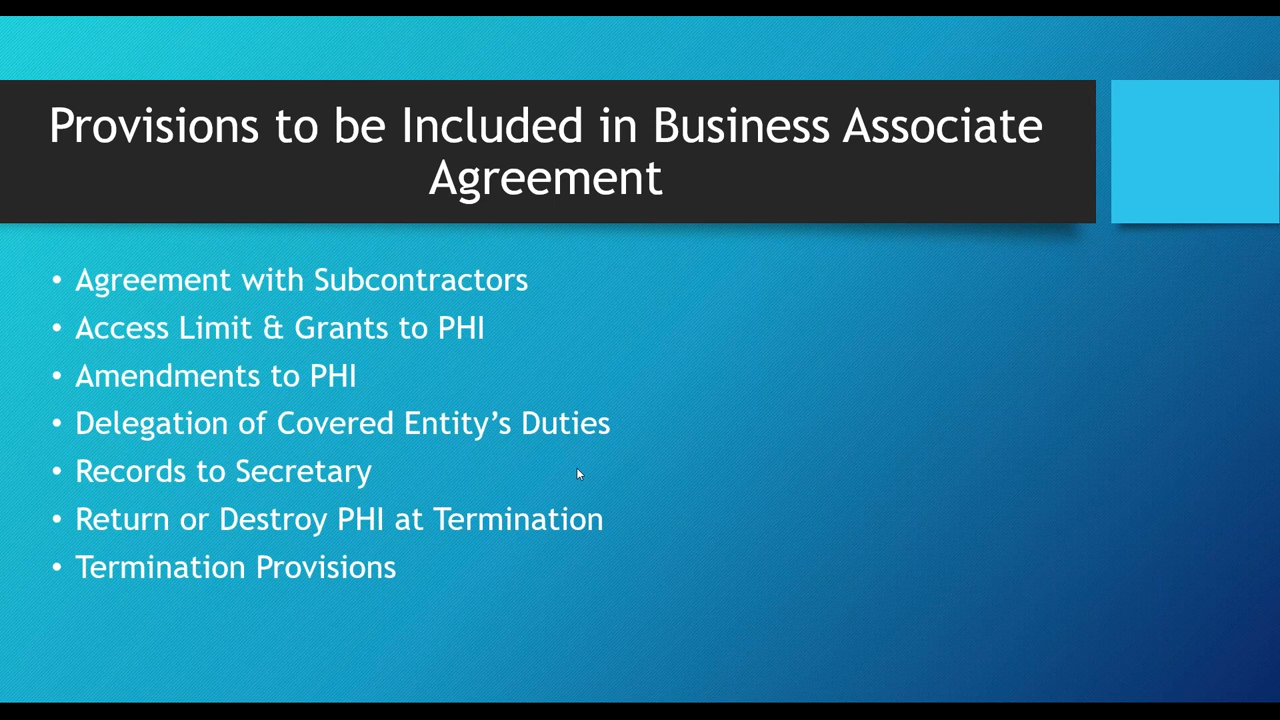 Provisions to be Included in Business Associate
Agreement
• Agreement with Subcontractors
• Access Limit & Grants to PHI
• Amendments to PHI
• Delegation of Covered Entity’s Duties
• Records to Secretary
• Return or Destroy PHI at Termination
• Termination Provisions